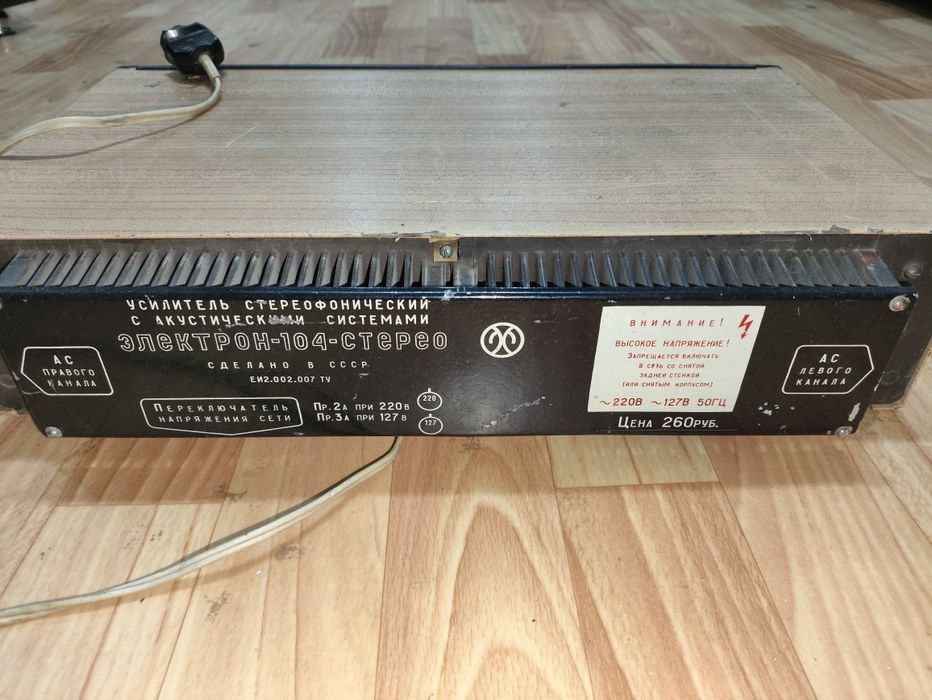 УСИЛИТЕЛЬ СТЕРЕОФОНИЧЕСКИЙ
С АКУСТИЧЕСКИМИ СИСТЕМАМИ
ЭЛЕКТРОН-104-СТЕРЕО
СДЕЛАНО В СССР
ЕИ2.002.007 ТУ
АС
ПРАВОГО
КАНАЛА
ПЕРЕКЛЮЧАТЕЛЬ
НАПРЯЖЕНИЯ СЕТИ
ПР.2А ПРИ 220В
ПР.3А ПРИ 127В
220
127
ВНИМАНИЕ!
ВЫСОКОЕ НАПРЯЖЕНИЕ!
ЗАПРЕЩАЕТСЯ ВКЛЮЧАТЬ
В СЕТЬ СО СНЯТОЙ
ЗАДНЕЙ СТЕНКОЙ
(ИЛИ СНЯТЫМ КОРПУСОМ)
~220В ~127В 50ГЦ
ЦЕНА 260РУБ.
АС
ЛЕВОГО
КАНАЛА